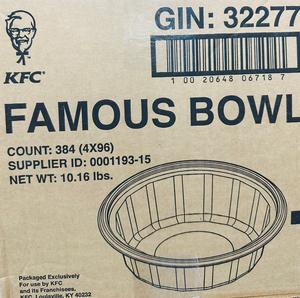 GIN: 32277
1 00 20648 06718 7
KFC
FAMOUS BOWL
COUNT: 384 (4X96)
SUPPLIER ID: 0001193-15
NET WT: 10.16 lbs.
Packaged Exclusively
For use by KFC
and its Franchisees,
KFC, Louisville, KY 40232